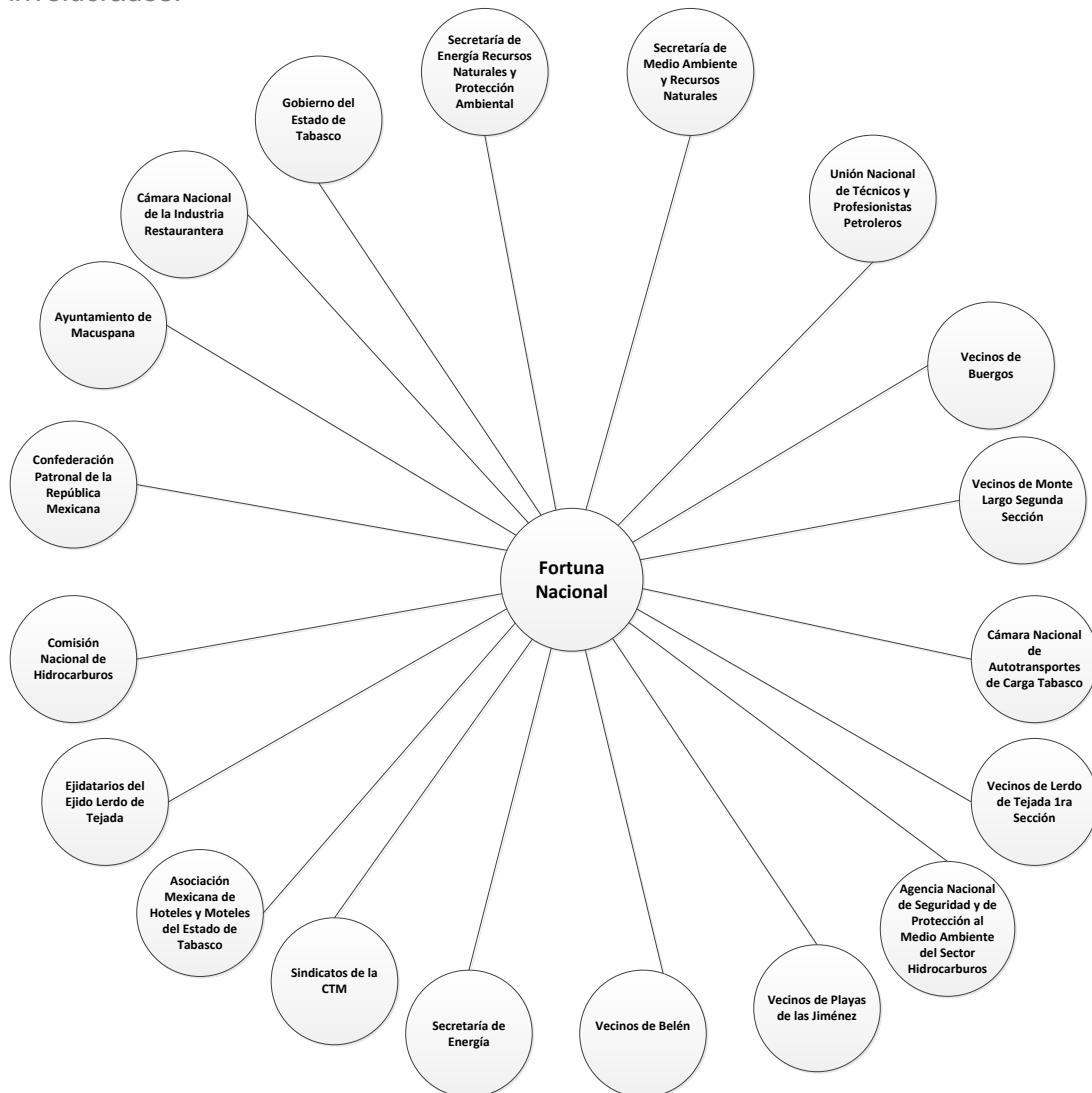 involucrados.
Secretaría de
Energía Recursos
Naturales y
Protección
Ambiental
Secretaría de
Medio Ambiente
y Recursos
Naturales
Gobierno del
Estado de
Tabasco
Unión Nacional
de Técnicos y
Profesionistas
Petroleros
Cámara Nacional
de la Industria
Restaurantera
Ayuntamiento de
Macuspana
Vecinos de
Buergos
Confederación
Patronal de la
República
Mexicana
Vecinos de Monte
Largo Segunda
Sección
Fortuna
Nacional
Comisión
Nacional de
Hidrocarburos
Cámara Nacional
de
Autotransportes
de Carga Tabasco
Ejidatarios del
Ejido Lerdo de
Tejada
Vecinos de Lerdo
de Tejada 1ra
Sección
Asociación
Mexicana de
Hoteles y Moteles
del Estado de
Tabasco
Agencia Nacional
de Seguridad y de
Protección al
Medio Ambiente
del Sector
Hidrocarburos
Sindicatos de la
CTM
Secretaría de
Energía
Vecinos de Belén
Vecinos de Playas
de las Jiménez